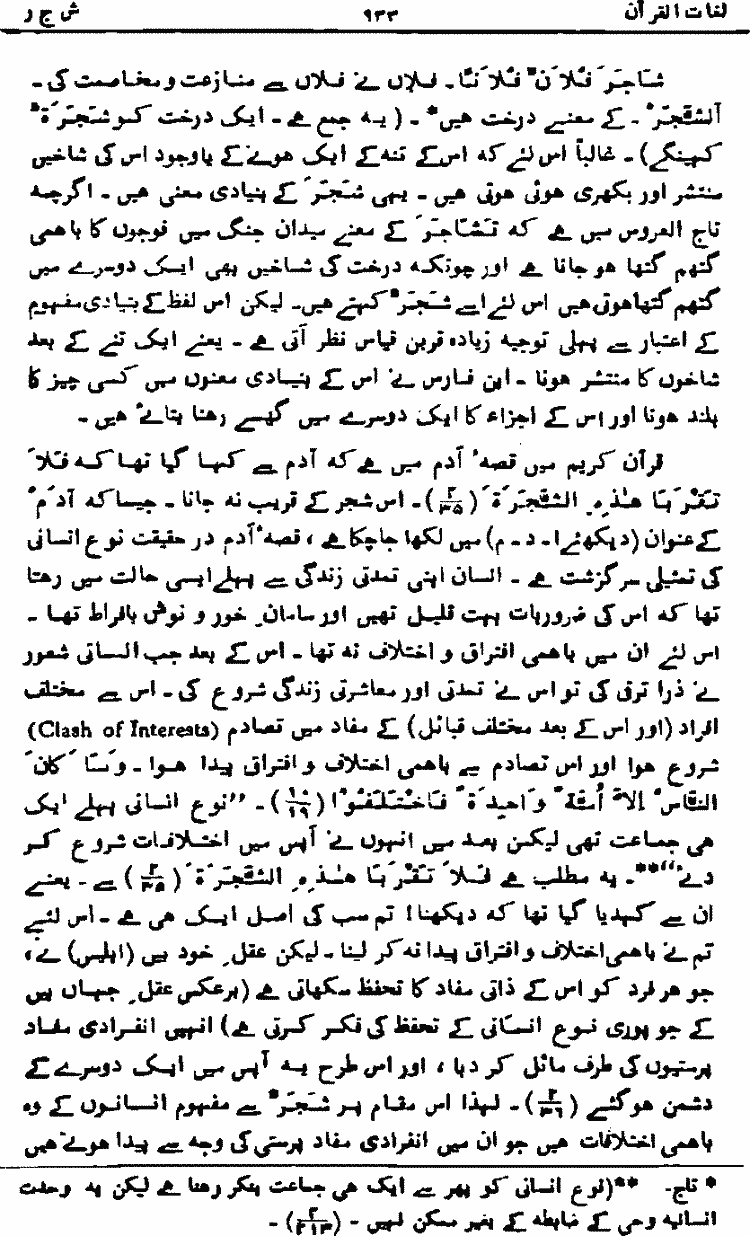 لغات القرآن ۹۳۳ ش ج ر
شَاجَرَ فُلاَنٌ فُلاَنًا۔ فلاں نے فلاں سے منازعت و مخاصمت کی۔
اَلشَّجَرُ۔ کے معنے درخت ہیں*۔ (یہ جمع ہے۔ ایک درخت کو شَجَرَةٌ
کہینگے)۔ غالباً اس لئے کہ اس کے تنہ کے ایک ہونے کے باوجود اس کی شاخیں
منتشر اور بکھری ہوئی ہوتی ہیں۔ یہی شَجَرَ کے بنیادی معنی ہیں۔ اگرچہ
تاج العروس میں ہے کہ تَشَاجَرَ کے معنے میدان جنگ میں فوجوں کا باہمی
گتھم گتھا ہو جانا ہے اور چونکہ درخت کی شاخیں بھی ایک دوسرے میں
گتھم گتھا ہوتی ہیں اس لئے اسے شَجَرٌ کہتے ہیں۔ لیکن اس لفظ کے بنیادی مفہوم
کے اعتبار سے پہلی توجیہ زیادہ قرین قیاس نظر آتی ہے۔ یعنے ایک تنے کے بعد
شاخوں کا منتشر ہونا۔ ابن فارس نے اس کے بنیادی معنوں میں کسی چیز کا
بلند ہونا اور اس کے اجزاء کا ایک دوسرے میں گھسے رہنا بتائے ہیں۔
قرآن کریم میں قصہٴ آدم میں ہے کہ آدم سے کہا گیا تھا کہ فَلاَ
تَقْرَبَا هٰذِهِ الشَّجَرَةَ (۲/۳۵)۔ اس شجر کے قریب نہ جانا۔ جیسا کہ آدَمُ
کے عنوان (دیکھئے ا۔ د۔ م) میں لکھا جاچکا ہے، قصہٴ آدم در حقیقت نوع انسانی
کی تمثیلی سرگزشت ہے۔ انسان اپنی تمدنی زندگی سے پہلے ایسی حالت میں رہتا
تھا کہ اس کی ضروریات بہت قلیل تھیں اور سامانِ خور و نوش بافراط تھا۔
اس لئے ان میں باہمی افتراق و اختلاف نہ تھا۔ اس کے بعد جب انسانی شعور
نے ذرا ترقی کی تو اس نے تمدنی اور معاشرتی زندگی شروع کی۔ اس سے مختلف
افراد (اور اس کے بعد مختلف قبائل) کے مفاد میں تصادم (Clash of Interests)
شروع ہوا اور اس تصادم سے باہمی اختلاف و افتراق پیدا ہوا۔ وَمَا كَانَ
النَّاسُ اِلاَّ اُمَّةً وَاحِدَةً فَاخْتَلَفُوْا (۱۰/۱۹)۔ ”نوع انسانی پہلے ایک
ہی جماعت تھی لیکن بعد میں انہوں نے آپس میں اختلافات شروع کر
دئے“**۔ یہ مطلب ہے فَلاَ تَقْرَبَا هٰذِهِ الشَّجَرَةَ (۲/۳۵) سے۔ یعنے
ان سے کہدیا گیا تھا کہ دیکھنا! تم سب کی اصل ایک ہی ہے۔ اس لئے
تم نے باہمی اختلاف و افتراق پیدا نہ کر لینا۔ لیکن عقلِ خود بیں (ابلیس) نے،
جو ہر فرد کو اس کے ذاتی مفاد کا تحفظ سکھاتی ہے (برعکس عقلِ جہاں بیں
کے جو پوری نوع انسانی کے تحفظ کی فکر کرتی ہے) انہیں انفرادی مفاد
پرستیوں کی طرف مائل کر دیا، اور اس طرح یہ آپس میں ایک دوسرے کے
دشمن ہوگئے (۲/۳۶)۔ لہذا اس مقام پر شَجَرٌ سے مفہوم انسانوں کے وہ
باہمی اختلافات ہیں جو ان میں انفرادی مفاد پرستی کی وجہ سے پیدا ہوئے ہیں
* تاج۔ **(نوع انسانی کو پھر سے ایک ہی جماعت بنکر رہنا ہے لیکن یہ وحدت
انسانیہ وحی کے ضابطہ کے بغیر ممکن نہیں۔ (۲/۲۱۳)۔